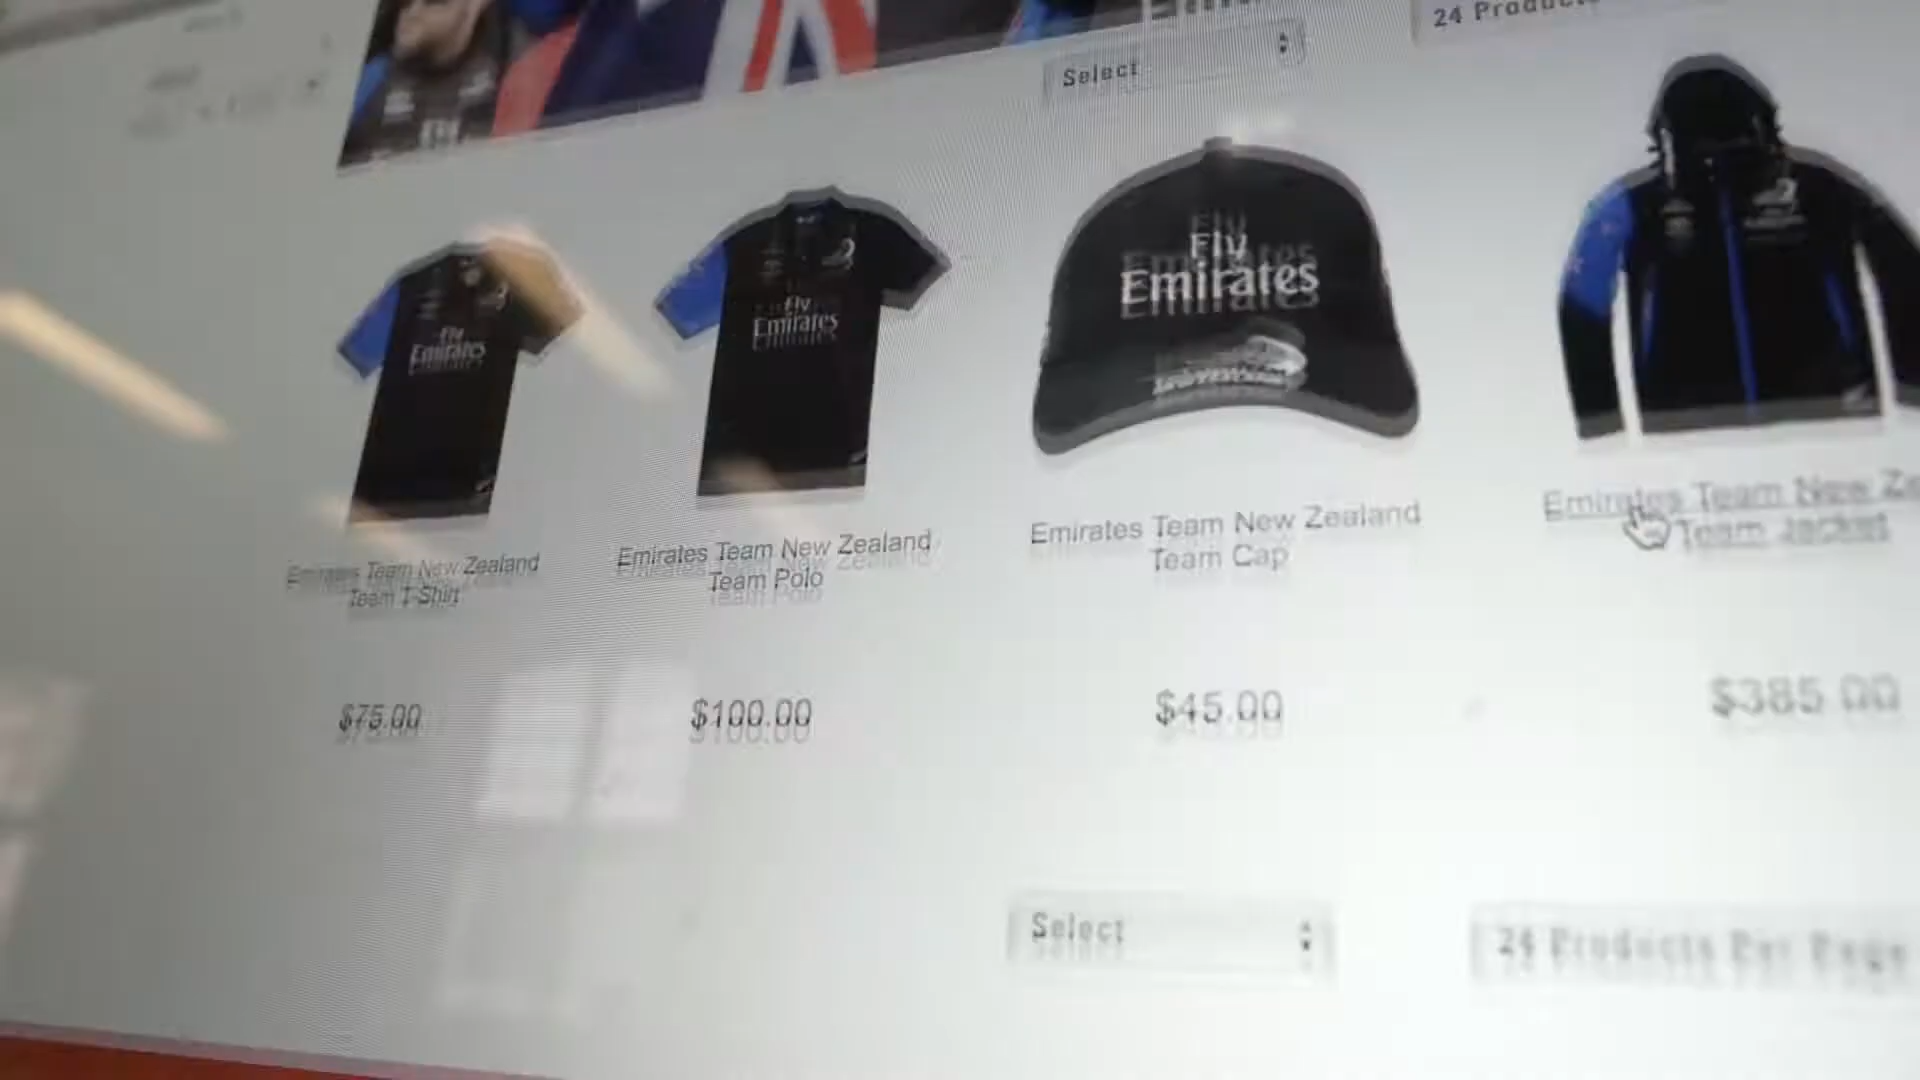 24 Products
Select
Fly
Emirates
Fly
Emirates
Fly
Emirates
Fly
Emirates Team New Zealand
Team T-Shirt
Emirates Team New Zealand
Team Polo
Emirates Team New Zealand
Team Cap
Emirates Team New Ze
Team Jacket
$75.00
$100.00
$45.00
$385.00
Select
24 Products Per Page